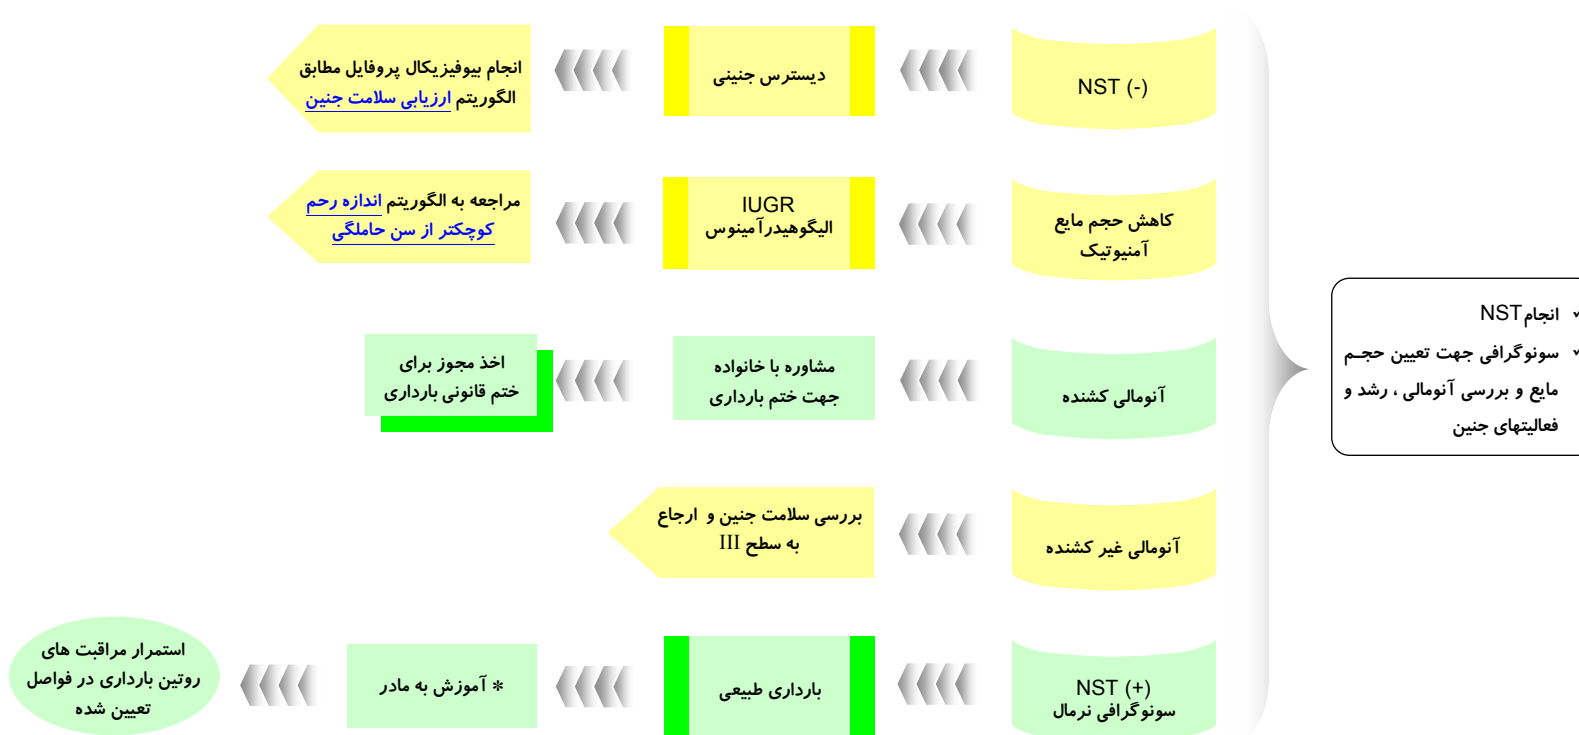 ✓ انجام NST
✓ سونوگرافی جهت تعیین حجم
مایع و بررسی آنومالی ، رشد و
فعالیتهای جنین
NST (-)
دیسترس جنینی
انجام بیوفیزیکال پروفایل مطابق
الگوریتم ارزیابی سلامت جنین
کاهش حجم مایع
آمنیوتیک
IUGR
الیگوهیدرآمینوس
مراجعه به الگوریتم اندازه رحم
کوچکتر از سن حاملگی
آنومالی کشنده
مشاوره با خانواده
جهت ختم بارداری
اخذ مجوز برای
ختم قانونی بارداری
آنومالی غیر کشنده
بررسی سلامت جنین و ارجاع
به سطح III
NST (+)
سونوگرافی نرمال
بارداری طبیعی
* آموزش به مادر
استمرار مراقبت های
روتین بارداری در فواصل
تعیین شده